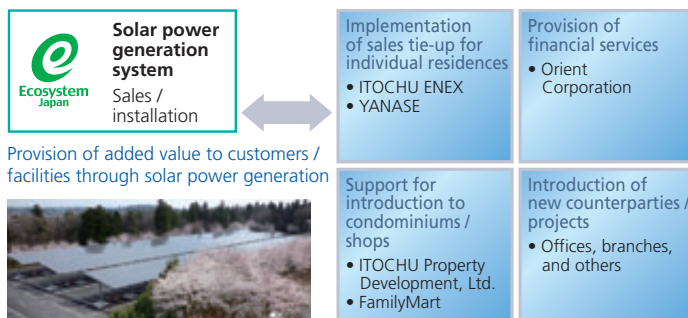 Ecosystem
Japan
Solar power
generation
system
Sales /
installation
Provision of added value to customers /
facilities through solar power generation
Implementation
of sales tie-up for
individual residences
• ITOCHU ENEX
• YANASE
Provision of
financial services
• Orient
Corporation
Support for
introduction to
condominiums /
shops
• ITOCHU Property
Development, Ltd.
• FamilyMart
Introduction of
new counterparties /
projects
• Offices, branches,
and others